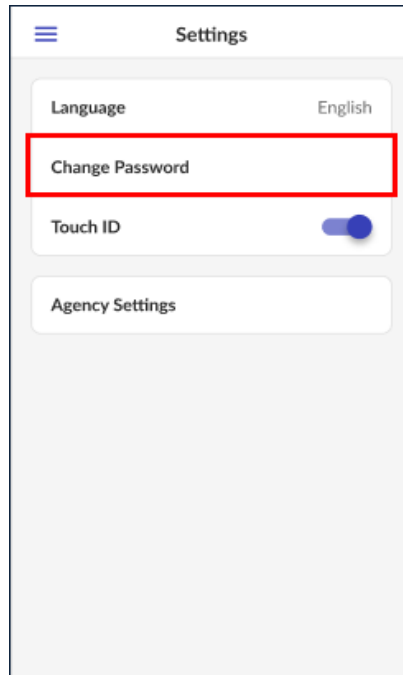 Settings
Language English
Change Password
Touch ID
Agency Settings